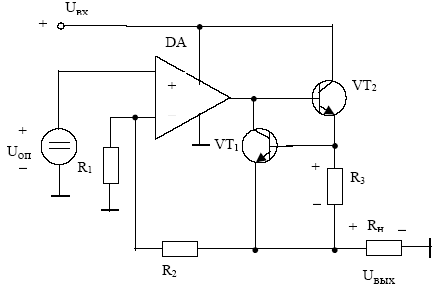 Uвх
+
DA
VT2
+
−
+
Uоп
−
R1
VT1
+
R3
−
+ Rн −
R2
Uвых